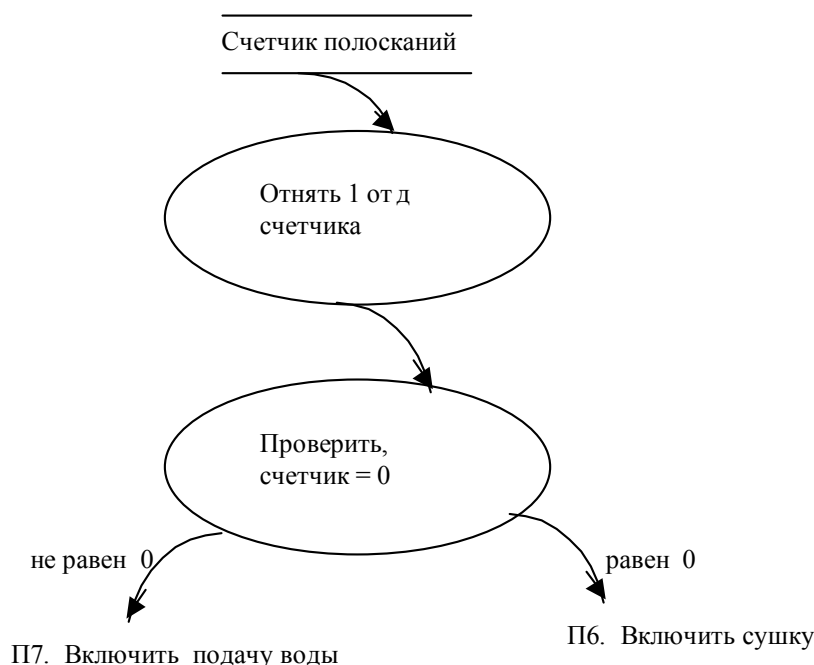 Счетчик полосканий
Отнять 1 от д
счетчика
Проверить,
счетчик = 0
не равен 0
равен 0
П6. Включить сушку
П7. Включить подачу воды